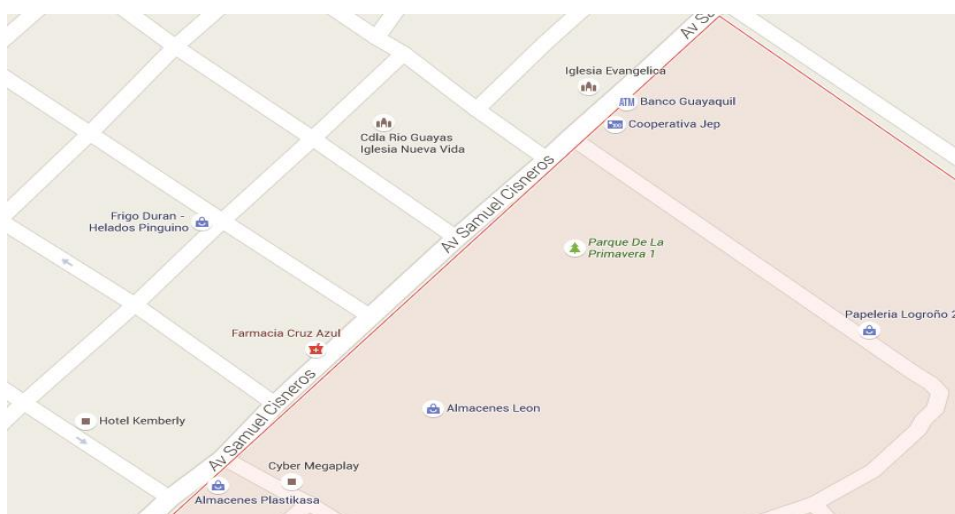 Av Sa
Iglesia Evangelica
ATM Banco Guayaquil
Cooperativa Jep
Cdla Rio Guayas
Iglesia Nueva Vida
Av Samuel Cisneros
Frigo Duran -
Helados Pinguino
Parque De La
Primavera 1
Papeleria Logroño 2
Farmacia Cruz Azul
Almacenes Leon
Av Samuel Cisneros
Hotel Kemberly
Cyber Megaplay
Almacenes Plastikasa